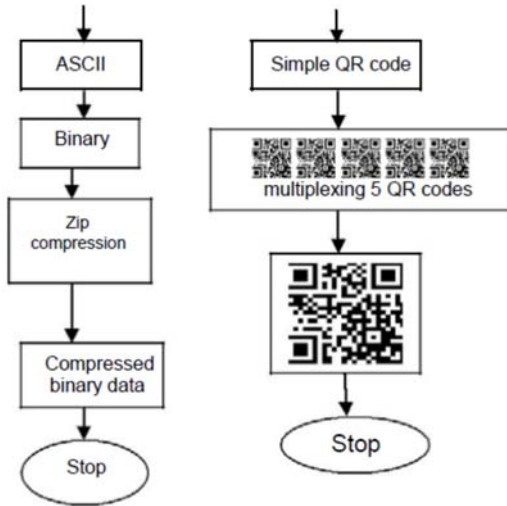 ASCII
Binary
Zip
compression
Compressed
binary data
Stop
Simple QR code
multiplexing 5 QR codes
Stop